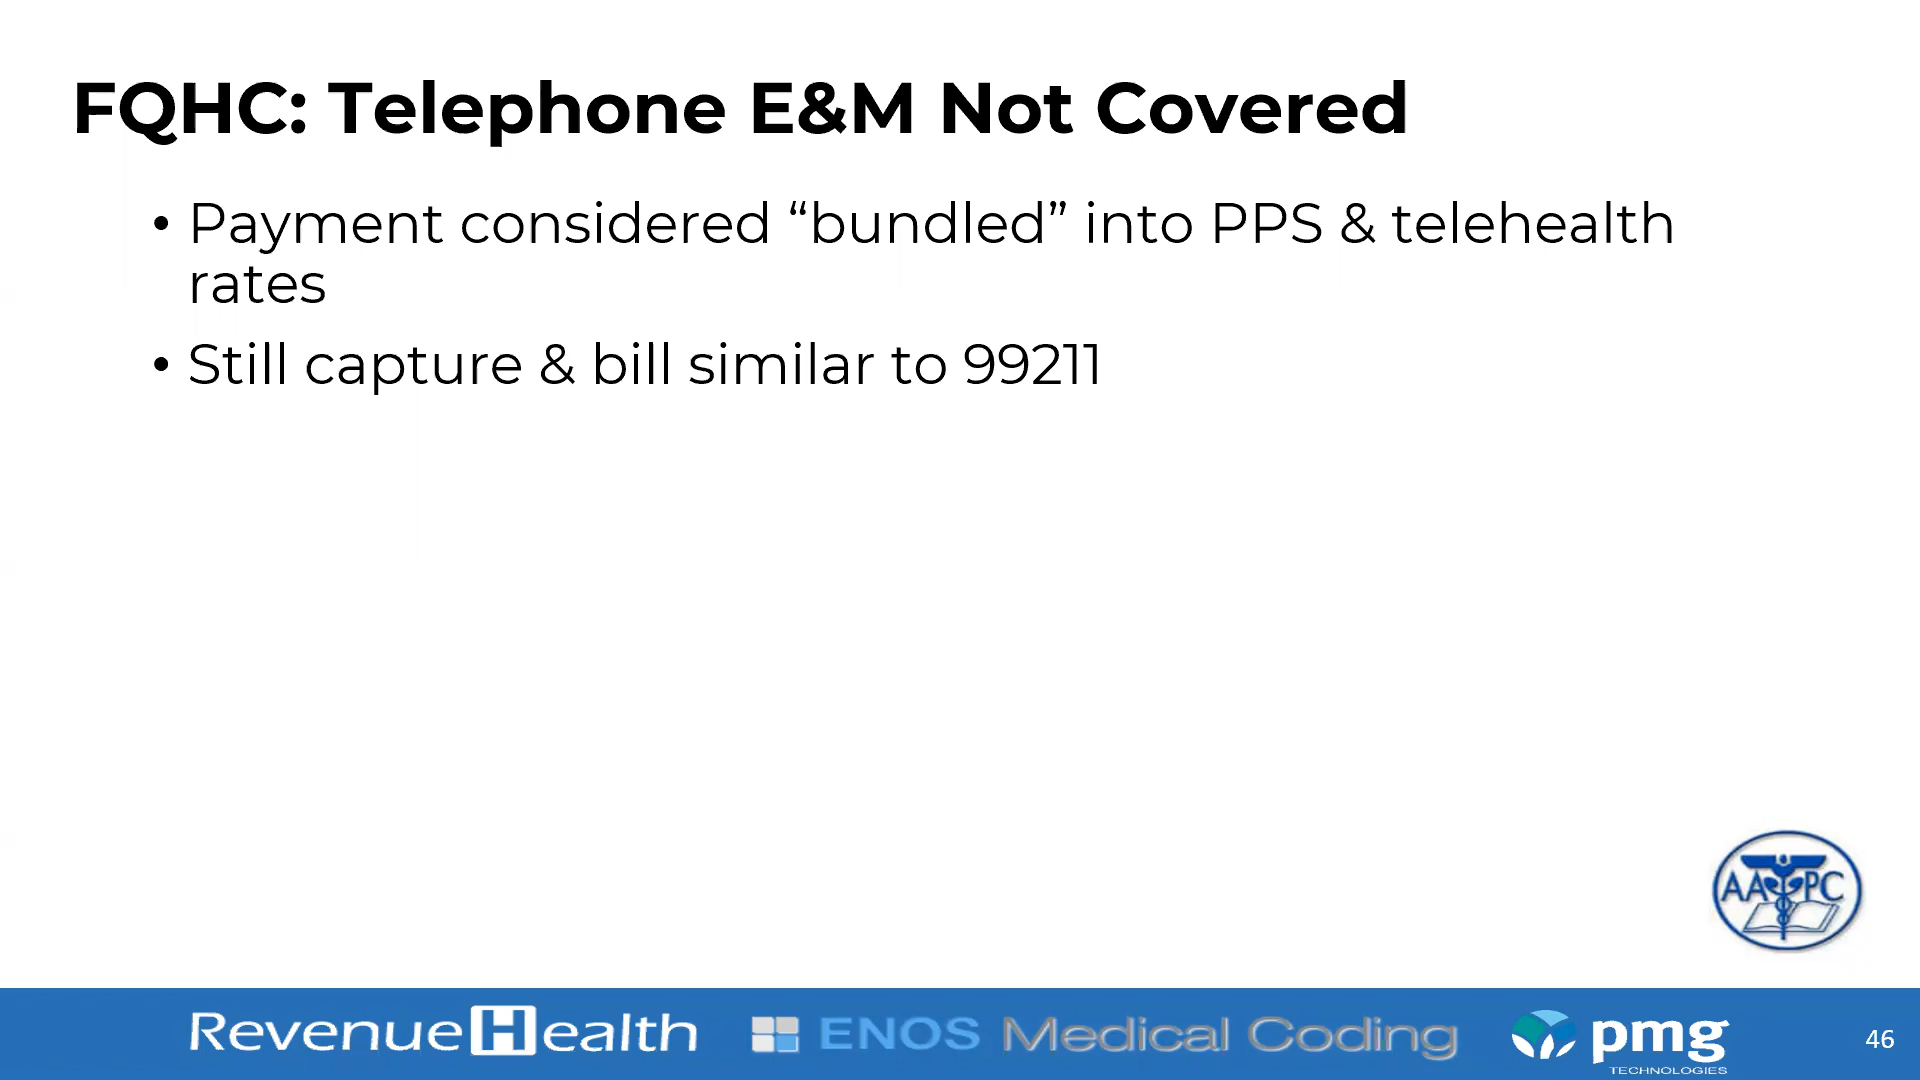 FQHC: Telephone E&M Not Covered
• Payment considered “bundled” into PPS & telehealth
rates
• Still capture & bill similar to 99211
AAPC
RevenueHealth
ENOS Medical Coding
pmg
TECHNOLOGIES
46